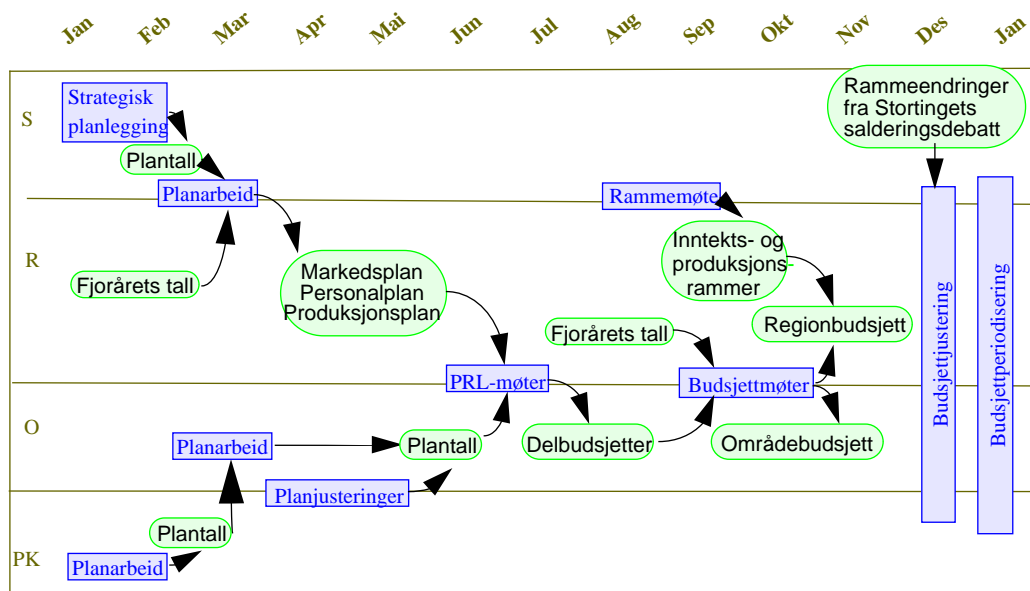 Jan Feb Mar Apr Mai Jun Jul Aug Sep Okt Nov Des Jan
S
Strategisk
planlegging
Plantall
Planarbeid
Rammeendringer
fra Stortingets
salderingsdebatt
Rammemøte
R
Fjorårets tall
Markedsplan
Personalplan
Produksjonsplan
Inntekts- og
produksjons-
rammer
Fjorårets tall
Regionbudsjett
PRL-møter
Budsjettmøter
O
Planarbeid
Plantall
Delbudsjetter
Områdebudsjett
Planjusteringer
PK
Plantall
Planarbeid
Budsjettjustering
Budsjettperiodisering